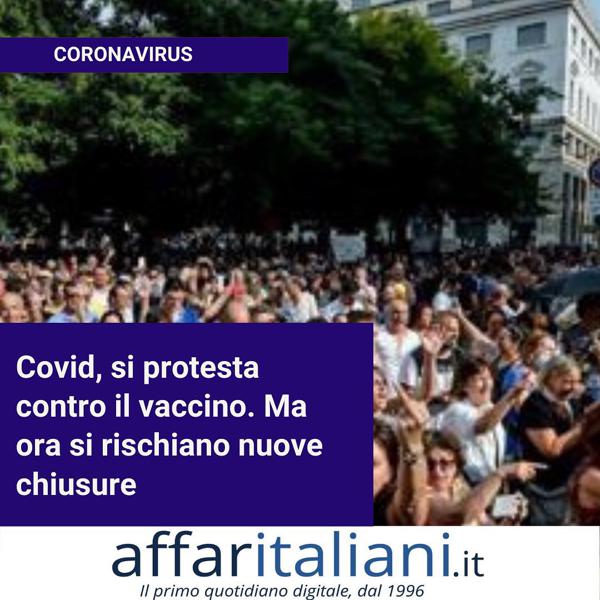 CORONAVIRUS
Covid, si protesta
contro il vaccino. Ma
ora si rischiano nuove
chiusure
affaritaliani.it
Il primo quotidiano digitale, dal 1996